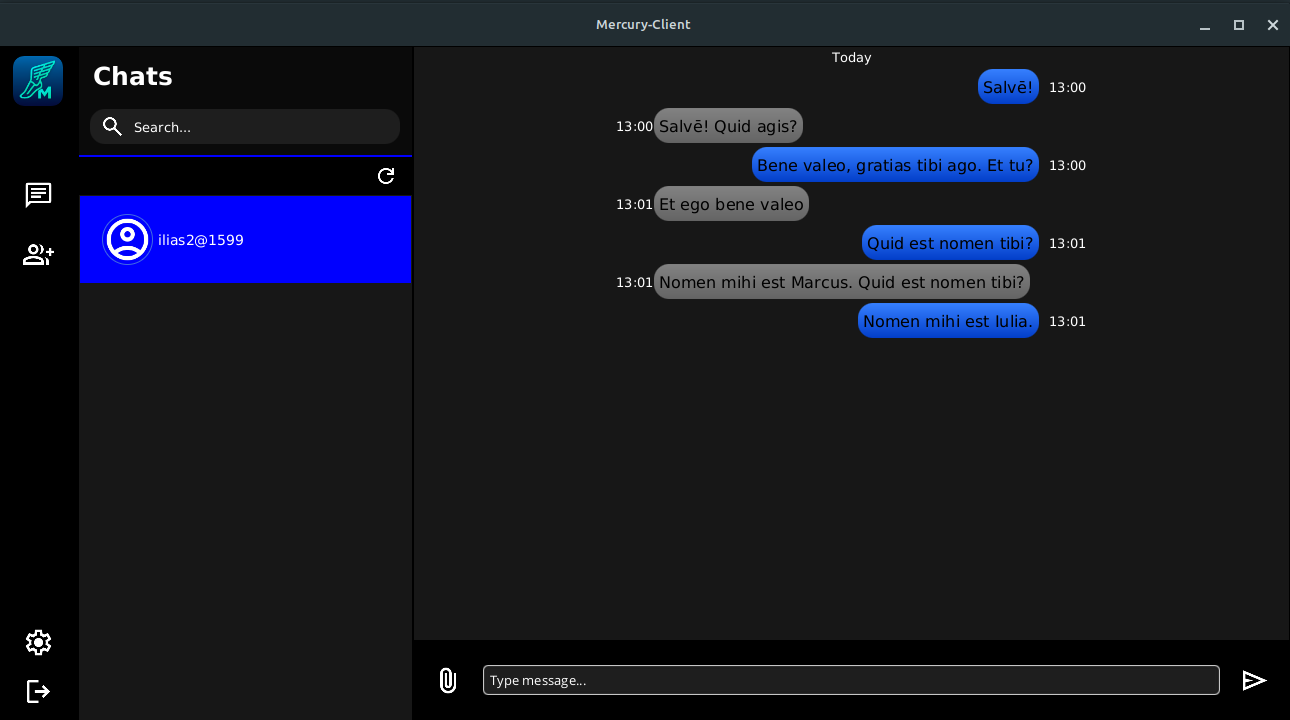 Mercury-Client
M
Chats
Search...
ilias2@1599
Today
Salvē! 13:00
13:00 Salvē! Quid agis?
Bene valeo, gratias tibi ago. Et tu? 13:00
13:01 Et ego bene valeo
Quid est nomen tibi? 13:01
13:01 Nomen mihi est Marcus. Quid est nomen tibi?
Nomen mihi est Iulia. 13:01
Type message...